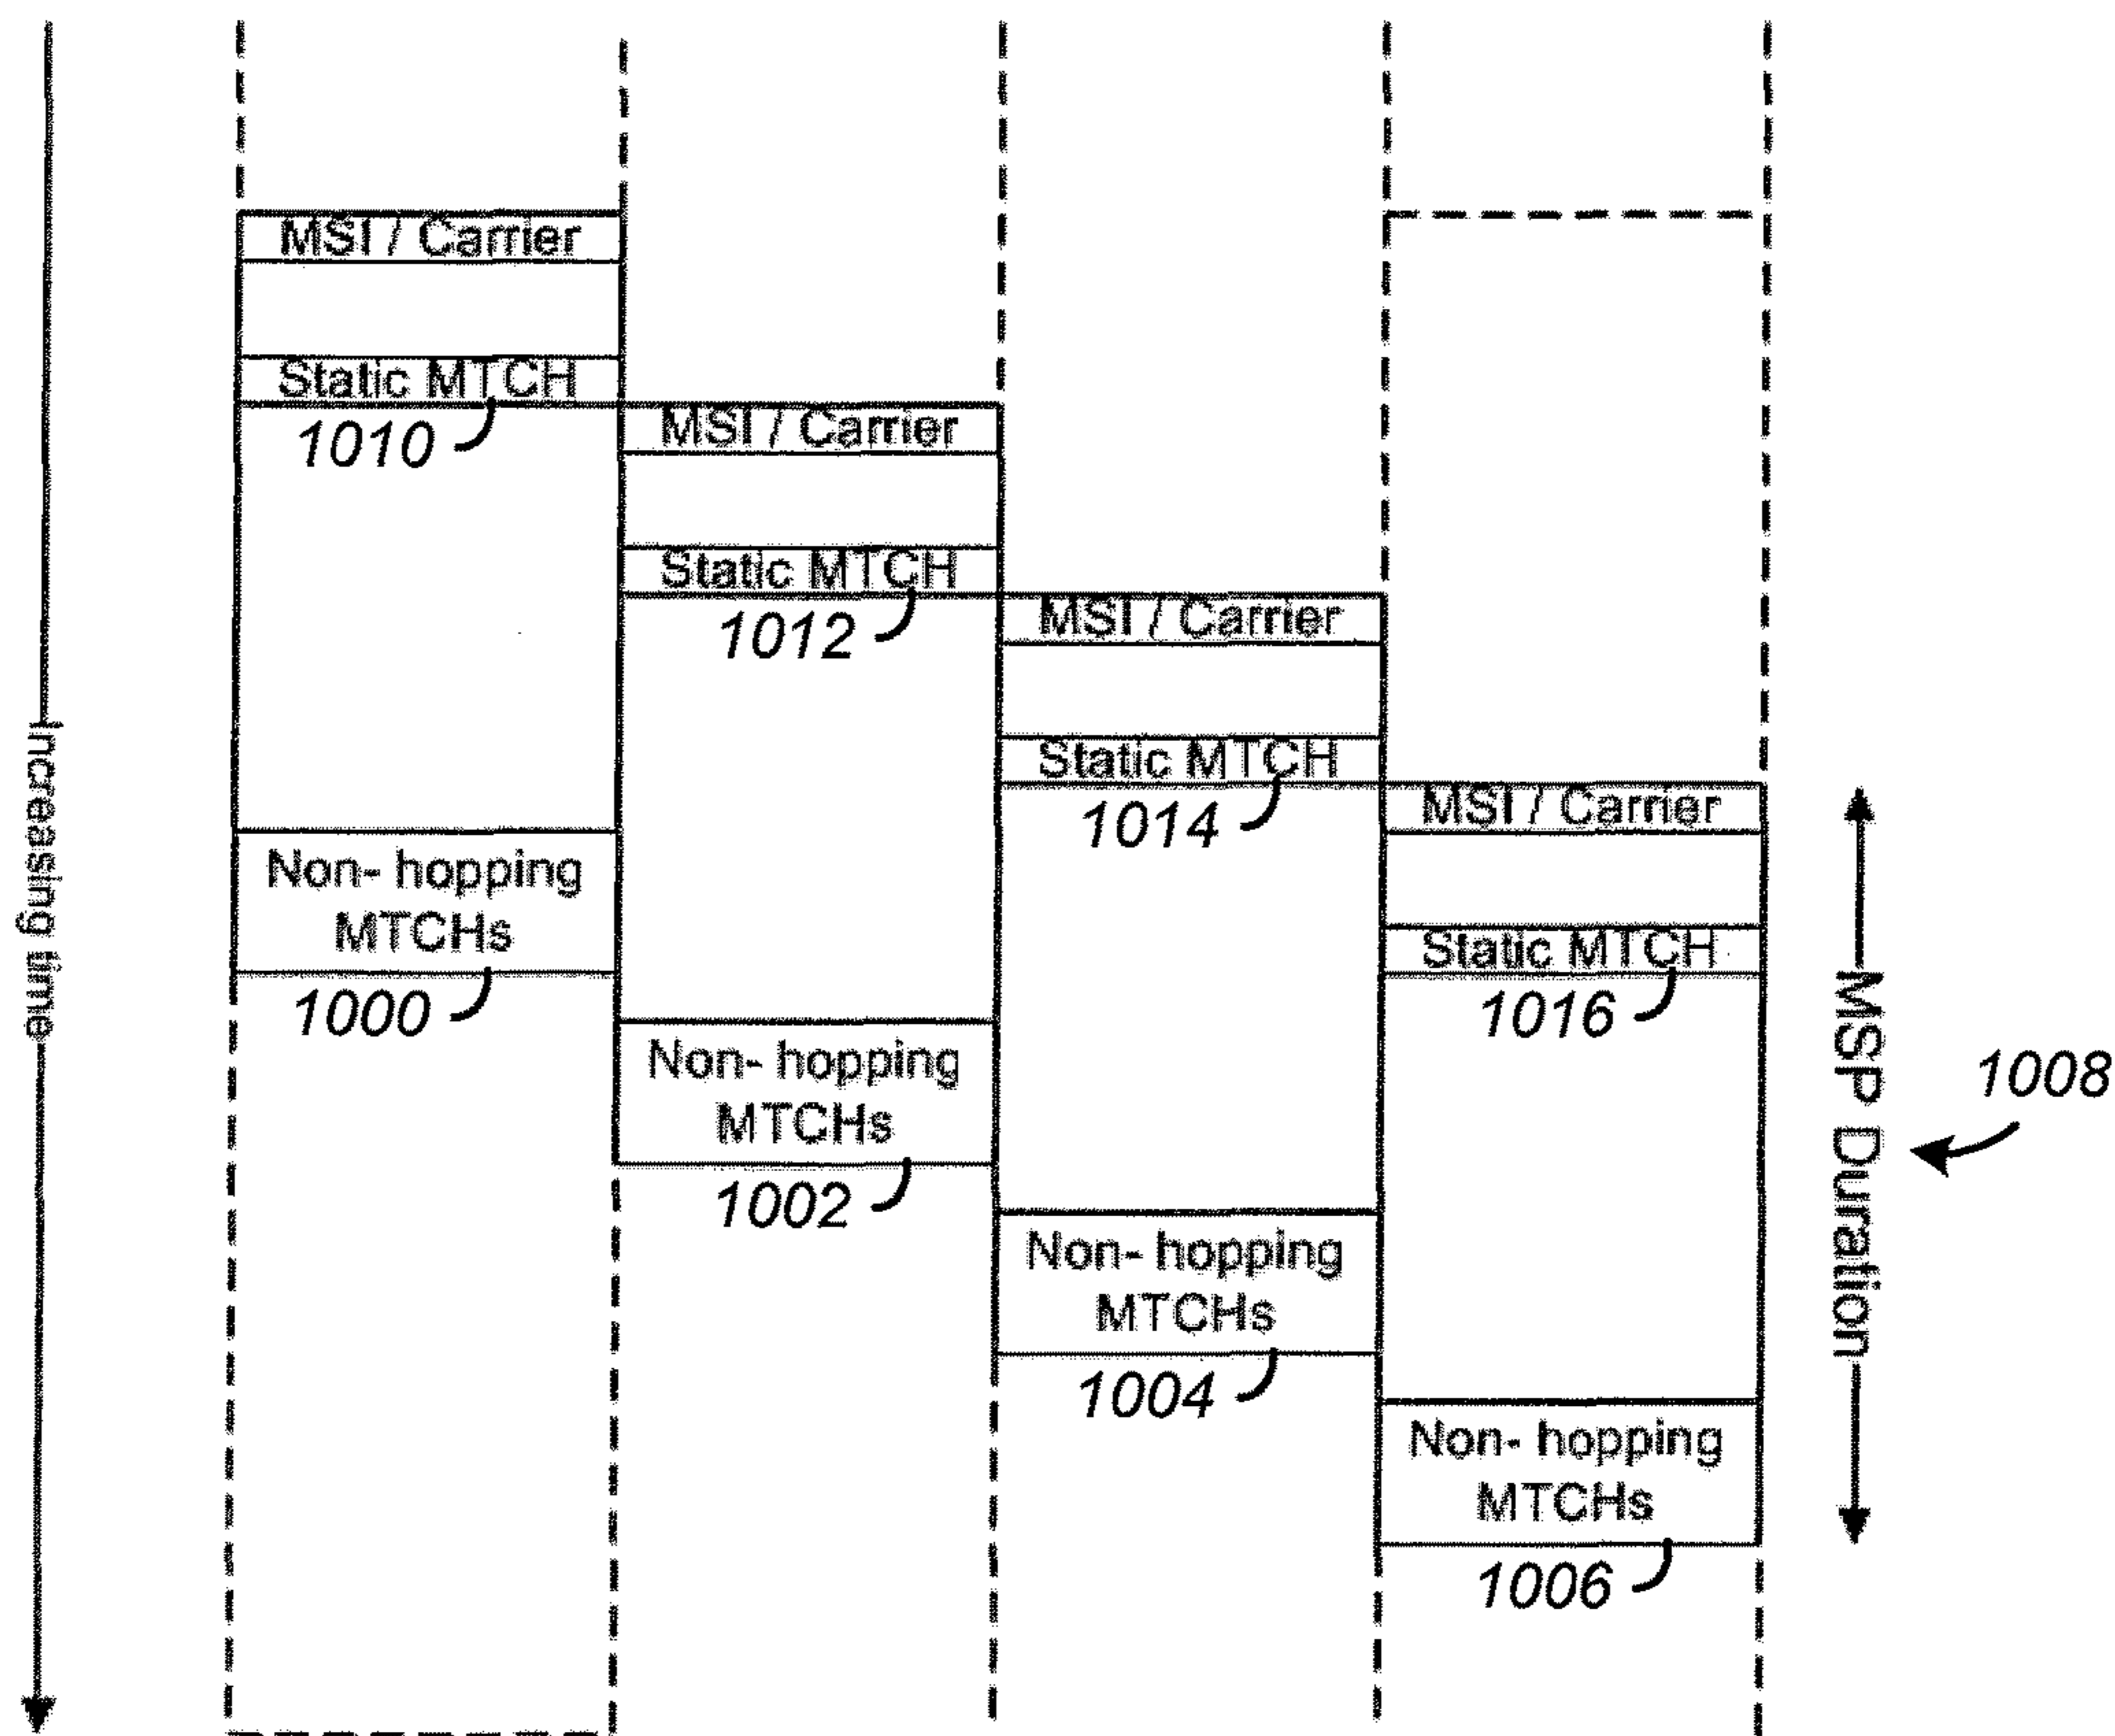 MSI / Carrier
Static MTCH
1010
MSI / Carrier
Static MTCH
1012
MSI / Carrier
Static MTCH
1014
MSI / Carrier
Static MTCH
1016
Non- hopping
MTCHs
1000
Non- hopping
MTCHs
1002
Non- hopping
MTCHs
1004
Non- hopping
MTCHs
1006
Increasing time
MSP Duration
1008